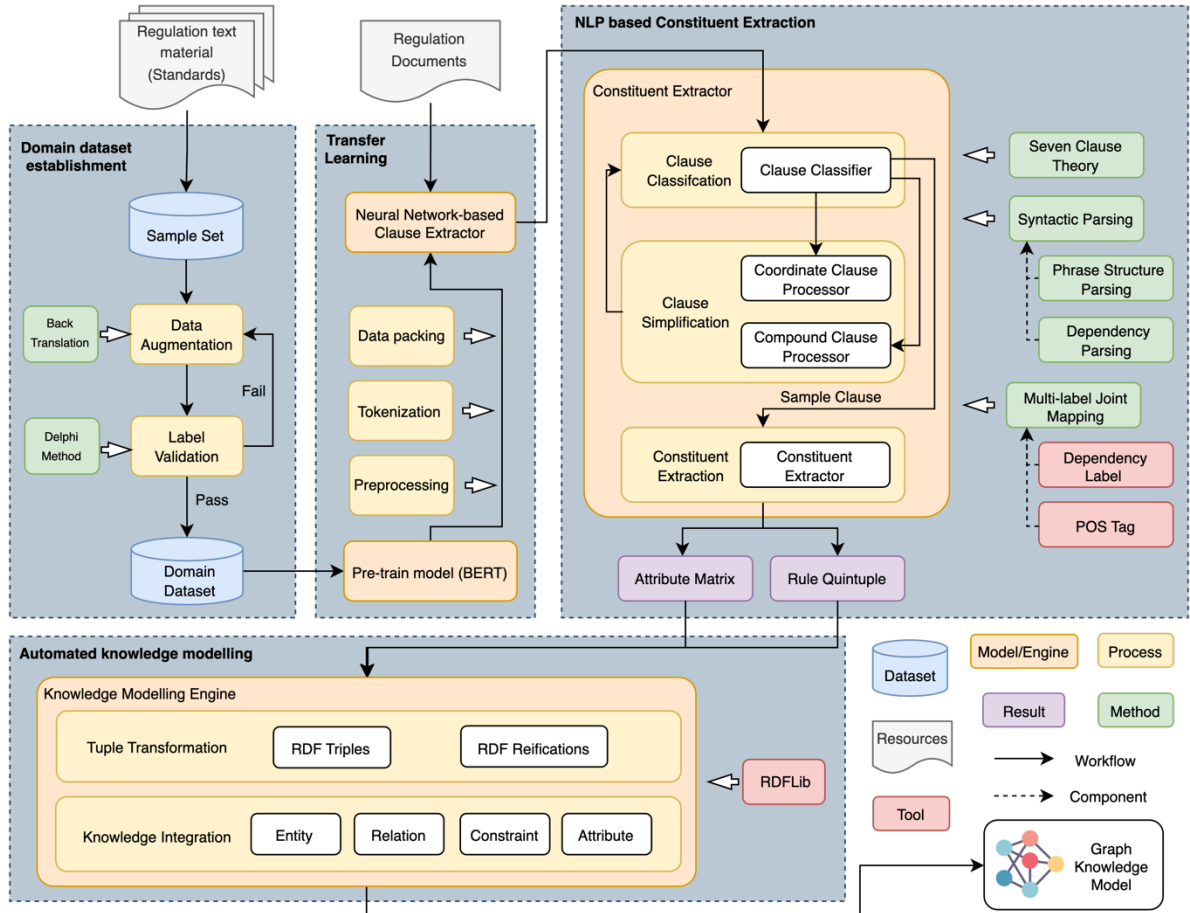 Regulation text
material
(Standards)
Regulation
Documents
NLP based Constituent Extraction
Constituent Extractor
Domain dataset
establishment
Transfer
Learning
Clause
Classifcation
Clause Classifier
Seven Clause
Theory
Neural Network-based
Clause Extractor
Syntactic Parsing
Sample Set
Coordinate Clause
Processor
Phrase Structure
Parsing
Clause
Simplification
Back
Translation
Data
Augmentation
Data packing
Compound Clause
Processor
Dependency
Parsing
Fail
Sample Clause
Multi-label Joint
Mapping
Tokenization
Delphi
Method
Label
Validation
Constituent
Extraction
Constituent
Extractor
Dependency
Label
Preprocessing
Pass
POS Tag
Domain
Dataset
Pre-train model (BERT)
Attribute Matrix
Rule Quintuple
Automated knowledge modelling
Knowledge Modelling Engine
Tuple Transformation
RDF Triples
RDF Reifications
RDFLib
Knowledge Integration
Entity
Relation
Constraint
Attribute
Dataset
Model/Engine
Process
Result
Method
Resources
Workflow
Component
Tool
Graph
Knowledge
Model